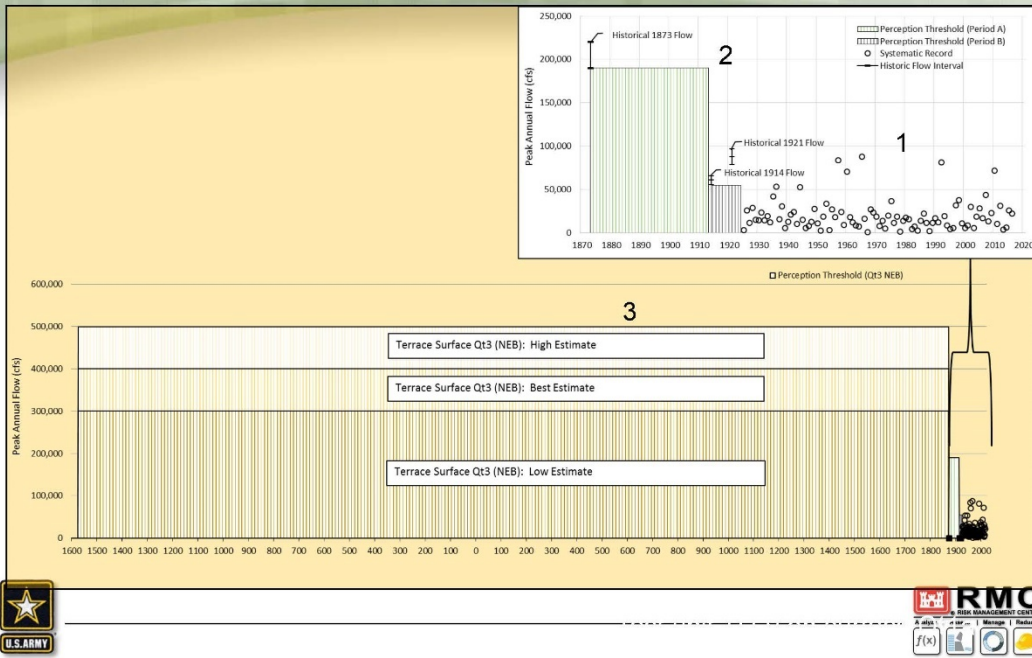 250,000
200,000
150,000
100,000
50,000
0
Peak Annual Flow (cfs)
Historical 1873 Flow
2
Perception Threshold (Period A)
Perception Threshold (Period B)
Systematic Record
Historic Flow Interval
Historical 1921 Flow
1
Historical 1914 Flow
1870 1880 1890 1900 1910 1920 1930 1940 1950 1960 1970 1980 1990 2000 2010 2020
Perception Threshold (Qt3 NEB)
600,000
500,000
400,000
300,000
200,000
100,000
0
Peak Annual Flow (cfs)
3
Terrace Surface Qt3 (NEB): High Estimate
Terrace Surface Qt3 (NEB): Best Estimate
Terrace Surface Qt3 (NEB): Low Estimate
1600 1500 1400 1300 1200 1100 1000 900 800 700 600 500 400 300 200 100 0 100 200 300 400 500 600 700 800 900 1000 1100 1200 1300 1400 1500 1600 1700 1800 1900 2000
U.S.ARMY
RMC
RISK MANAGEMENT CENT
Manage
f(x)